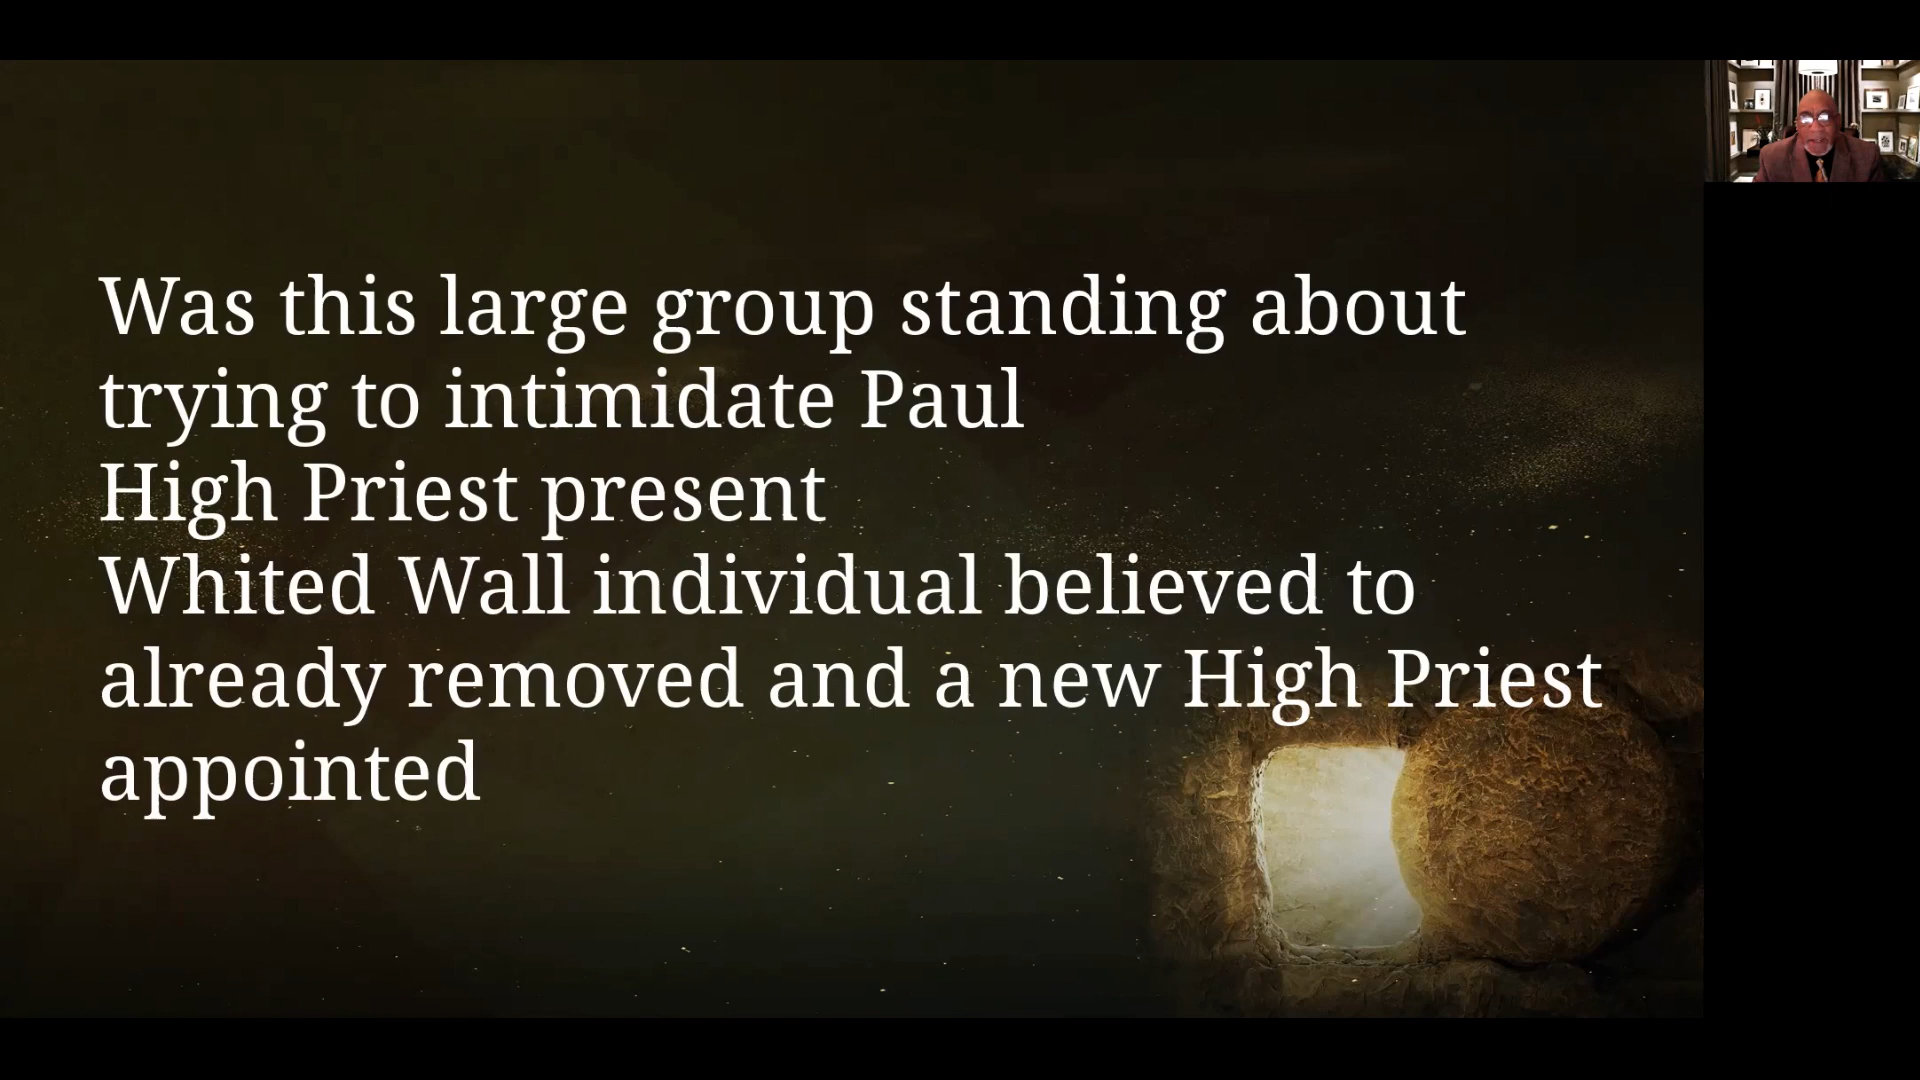 Was this large group standing about
trying to intimidate Paul
High Priest present
Whited Wall individual believed to
already removed and a new High Priest
appointed